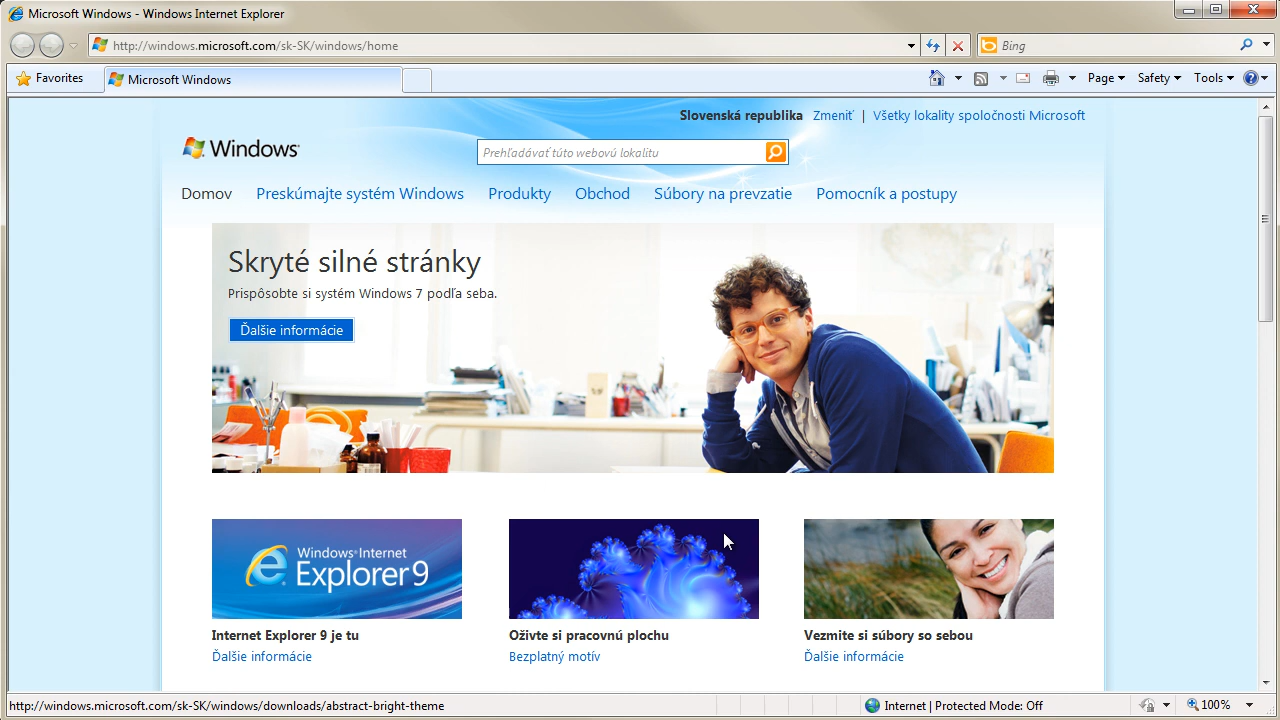 Microsoft Windows - Windows Internet Explorer
http://windows.microsoft.com/sk-SK/windows/home
Bing
Favorites
Microsoft Windows
Page
Safety
Tools
Slovenská republika Zmeniť | Všetky lokality spoločnosti Microsoft
Windows
Prehľadávať túto webovú lokalitu
Domov Preskúmajte systém Windows Produkty Obchod Súbory na prevzatie Pomocník a postupy
Skryté silné stránky
Prispôsobte si systém Windows 7 podľa seba.
Ďalšie informácie
Windows Internet
Explorer 9
Internet Explorer 9 je tu
Ďalšie informácie
Oživte si pracovnú plochu
Bezplatný motív
Vezmite si súbory so sebou
Ďalšie informácie
http://windows.microsoft.com/sk-SK/windows/downloads/abstract-bright-theme
Internet | Protected Mode: Off
100%